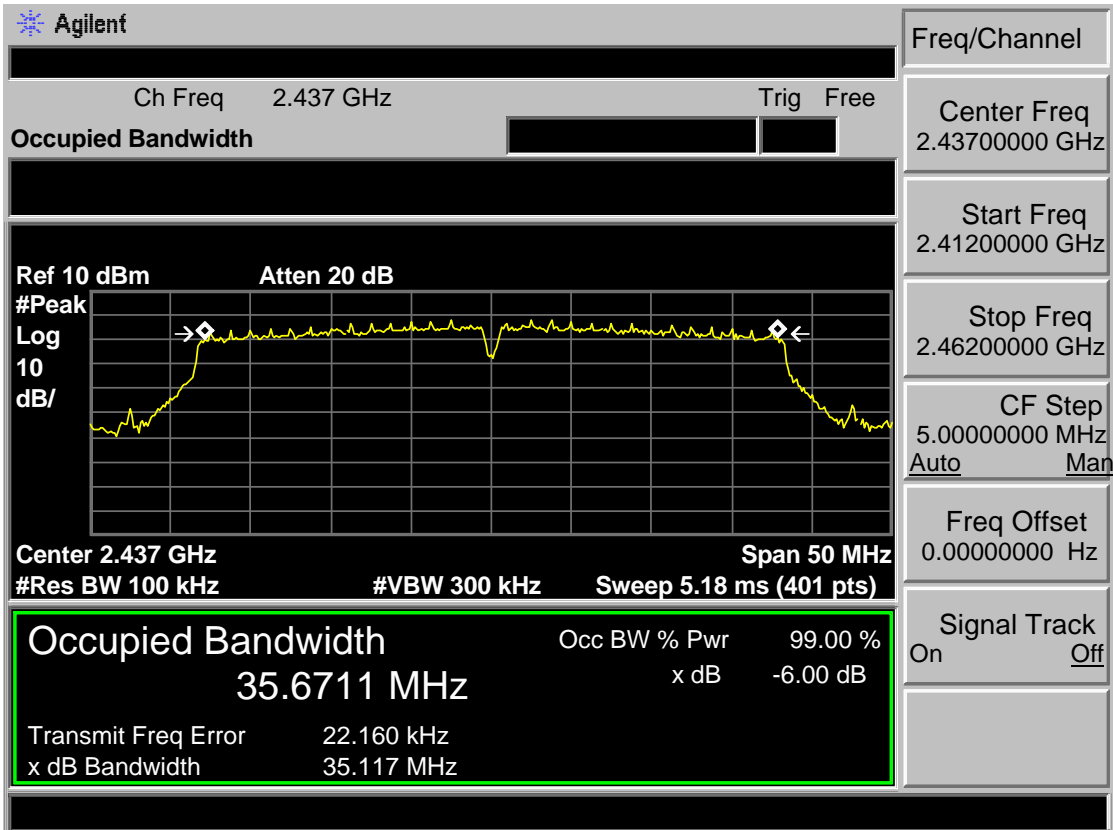 Agilent
Freq/Channel
Ch Freq 2.437 GHz Trig Free
Occupied Bandwidth
Center Freq
2.43700000 GHz
Start Freq
2.41200000 GHz
Stop Freq
2.46200000 GHz
CF Step
5.00000000 MHz
Auto Man
Freq Offset
0.00000000 Hz
Signal Track
On Off
Ref 10 dBm Atten 20 dB
#Peak
Log
10
dB/
Center 2.437 GHz Span 50 MHz
#Res BW 100 kHz #VBW 300 kHz Sweep 5.18 ms (401 pts)
Occupied Bandwidth Occ BW % Pwr 99.00 %
35.6711 MHz x dB -6.00 dB
Transmit Freq Error 22.160 kHz
x dB Bandwidth 35.117 MHz